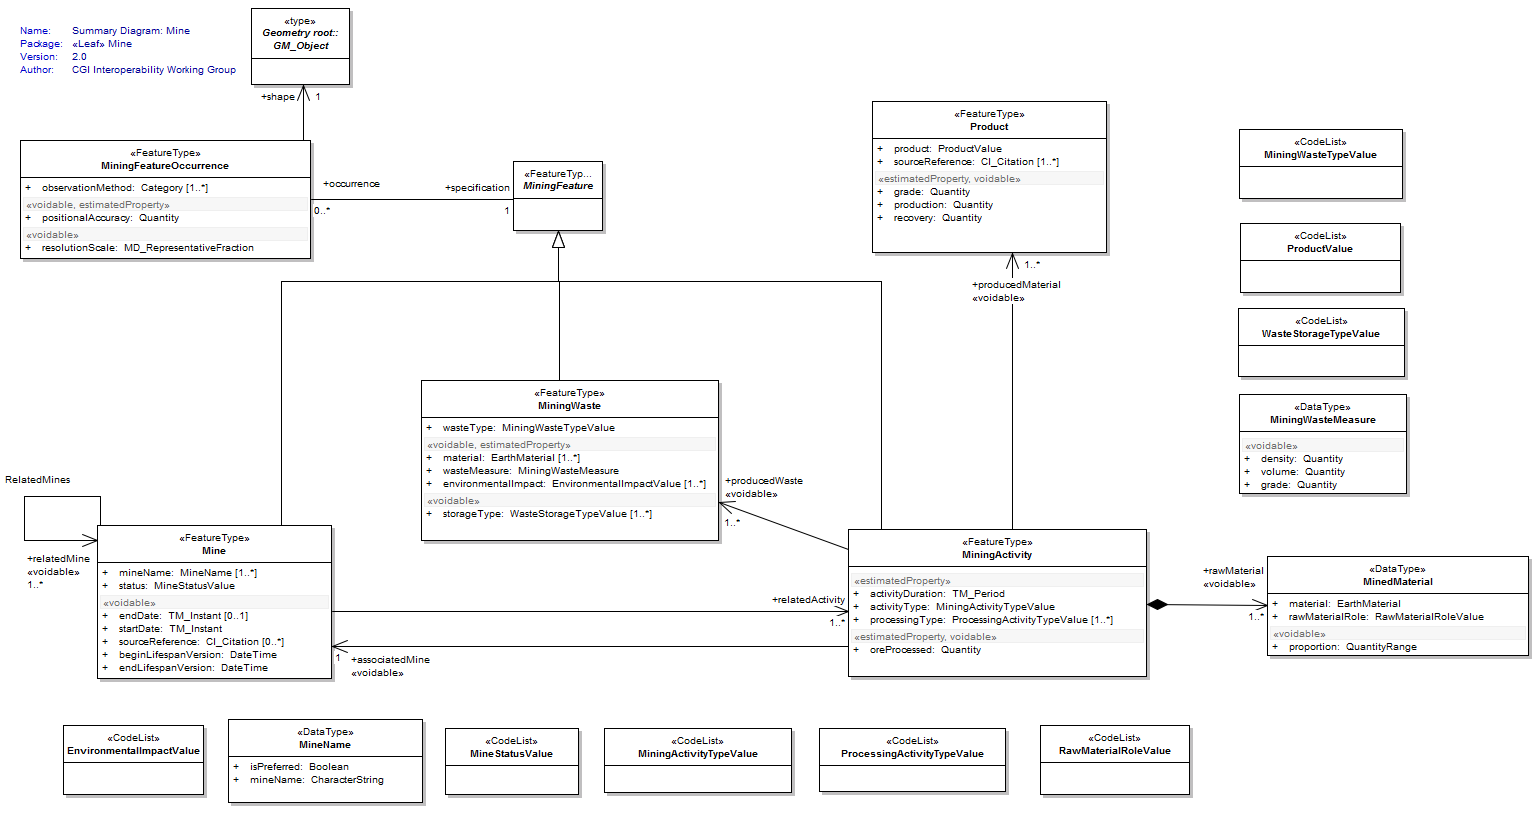 Name: Summary Diagram: Mine
Package: «Leaf» Mine
Version: 2.0
Author: CGI Interoperability Working Group
«type»
Geometry root::
GM_Object
+shape 1
«FeatureType»
MiningFeatureOccurrence
+ observationMethod: Category [1..*]
«voidable, estimatedProperty»
+ positionalAccuracy: Quantity
«voidable»
+ resolutionScale: MD_RepresentativeFraction
+occurrence
0..*
+specification
1
«FeatureTyp...
MiningFeature
«FeatureType»
Product
+ product: ProductValue
+ sourceReference: CI_Citation [1..*]
«estimatedProperty, voidable»
+ grade: Quantity
+ production: Quantity
+ recovery: Quantity
1..*
+producedMaterial
«voidable»
«CodeList»
MiningWasteTypeValue
«CodeList»
ProductValue
«CodeList»
WasteStorageTypeValue
«DataType»
MiningWasteMeasure
«voidable»
+ density: Quantity
+ volume: Quantity
+ grade: Quantity
«FeatureType»
MiningWaste
+ wasteType: MiningWasteTypeValue
«voidable, estimatedProperty»
+ material: EarthMaterial [1..*]
+ wasteMeasure: MiningWasteMeasure
+ environmentalImpact: EnvironmentalImpactValue [1..*]
«voidable»
+ storageType: WasteStorageTypeValue [1..*]
+producedWaste
«voidable»
1..*
RelatedMines
+relatedMine
«voidable»
1..*
«FeatureType»
Mine
+ mineName: MineName [1..*]
+ status: MineStatusValue
«voidable»
+ endDate: TM_Instant [0..1]
+ startDate: TM_Instant
+ sourceReference: CI_Citation [0..*]
+ beginLifespanVersion: DateTime
+ endLifespanVersion: DateTime
+relatedActivity
1..*
1 +associatedMine
«voidable»
«FeatureType»
MiningActivity
«estimatedProperty»
+ activityDuration: TM_Period
+ activityType: MiningActivityTypeValue
+ processingType: ProcessingActivityTypeValue [1..*]
«estimatedProperty, voidable»
+ oreProcessed: Quantity
+rawMaterial
«voidable»
1..*
«DataType»
MinedMaterial
+ material: EarthMaterial
+ rawMaterialRole: RawMaterialRoleValue
«voidable»
+ proportion: QuantityRange
«CodeList»
EnvironmentalImpactValue
«DataType»
MineName
+ isPreferred: Boolean
+ mineName: CharacterString
«CodeList»
MineStatusValue
«CodeList»
MiningActivityTypeValue
«CodeList»
ProcessingActivityTypeValue
«CodeList»
RawMaterialRoleValue